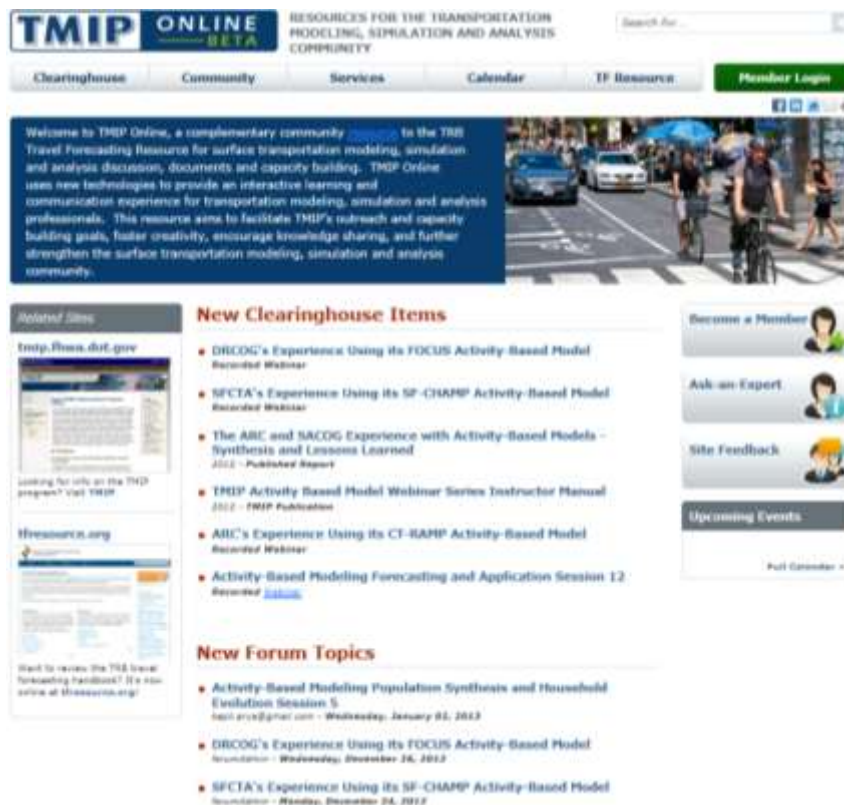 TMIP ONLINE
BETA
RESOURCES FOR THE TRANSPORTATION
MODELING, SIMULATION AND ANALYSIS
COMMUNITY
Search for...
Clearinghouse
Community
Services
Calendar
TF Resource
Member Login
Welcome to TMIP Online, a complementary community to the TRB
Travel Forecasting Resource for surface transportation modeling, simulation
and analysis discussion, documents and capacity building. TMIP Online
uses new technologies to provide an interactive learning and
communication experience for transportation modeling, simulation and analysis
professionals. This resource aims to facilitate TMIP's outreach and capacity
building goals, foster creativity, encourage knowledge sharing, and further
strengthen the surface transportation modeling, simulation and analysis
community.
Related Sites
tmip.fhwa.dot.gov
Looking for info on the TMIP
program? Visit TMIP
tfresource.org
Want to review the TRB travel
forecasting handbook? It's now
online at tfresource.org!
New Clearinghouse Items
DRCOG's Experience Using its FOCUS Activity-Based Model
Recorded Webinar
SFCTA's Experience Using its SF-CHAMP Activity-Based Model
Recorded Webinar
The ARC and SACOG Experience with Activity-Based Models -
Synthesis and Lessons Learned
2012 - Published Report
TMIP Activity Based Model Webinar Series Instructor Manual
2012 - TMIP Publication
ARC's Experience Using its CT-RAMP Activity-Based Model
Recorded Webinar
Activity-Based Modeling Forecasting and Application Session 12
Recorded Webinar
New Forum Topics
Activity-Based Modeling Population Synthesis and Household
Evolution Session 5
- Wednesday, January 02, 2013
DRCOG's Experience Using its FOCUS Activity-Based Model
- Wednesday, December 26, 2012
SFCTA's Experience Using its SF-CHAMP Activity-Based Model
- Monday, December 24, 2012
Become a Member
Ask-an-Expert
Site Feedback
Upcoming Events
Full Calendar